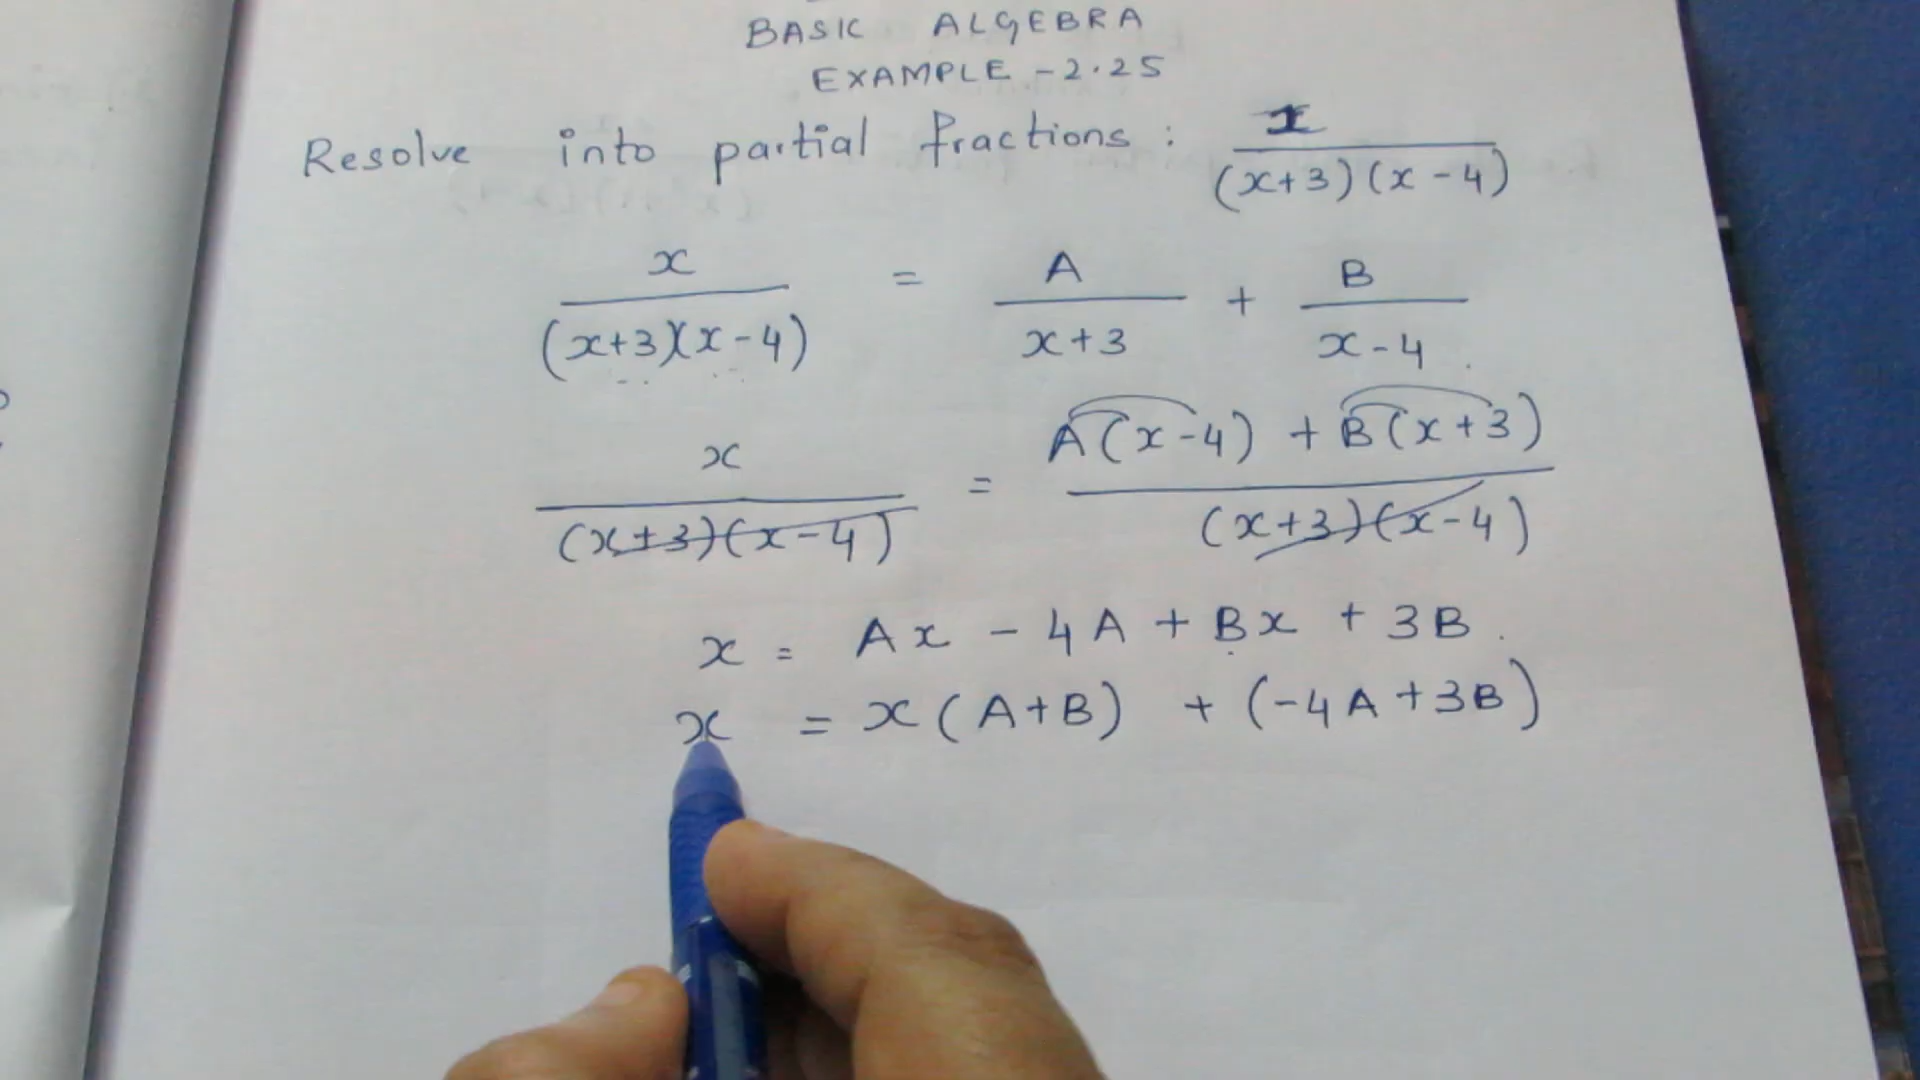 BASIC ALGEBRA
EXAMPLE - 2.25
Resolve into partial fractions : x / (x+3)(x-4)
x / (x+3)(x-4) = A / x+3 + B / x-4
x / (x+3)(x-4) = A(x-4) + B(x+3) / (x+3)(x-4)
x = Ax - 4A + Bx + 3B
x = x(A+B) + (-4A+3B)